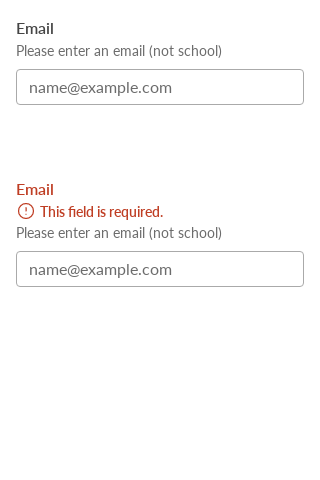 Email
Please enter an email (not school)
name@example.com
Email
This field is required.
Please enter an email (not school)
name@example.com